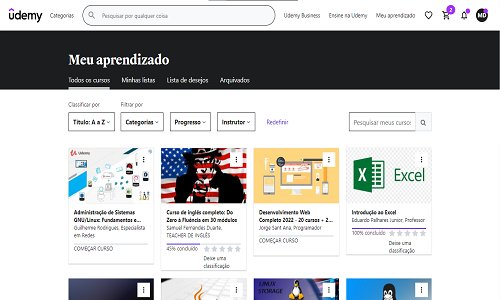 ûdemy
Categorias
Pesquisar por qualquer coisa
Udemy Business
Ensine na Udemy
Meu aprendizado
2
MD
Meu aprendizado
Todos os cursos
Minhas listas
Lista de desejos
Arquivados
Classificar por
Filtrar por
Título: A a Z
Categorias
Progresso
Instrutor
Redefinir
Pesquisar meus curso
Udemy
Excel
Administração de Sistemas
GNU/Linux: Fundamentos e...
Guilherme Rodrigues, Especialista
em Redes
COMEÇAR CURSO
Curso de inglês completo: Do
Zero a Fluência em 30 módulos
Samuel Fernandes Duarte,
TEACHER DE INGLÊS
45% concluído
Deixe uma
classificação
Desenvolvimento Web
Completo 2022 - 20 cursos + 2...
Jorge Sant Ana, Programador
COMEÇAR CURSO
Introdução ao Excel
Eduardo Palhares Junior, Professor
100% concluído
Deixe uma
classificação
LINUX
STORAGE